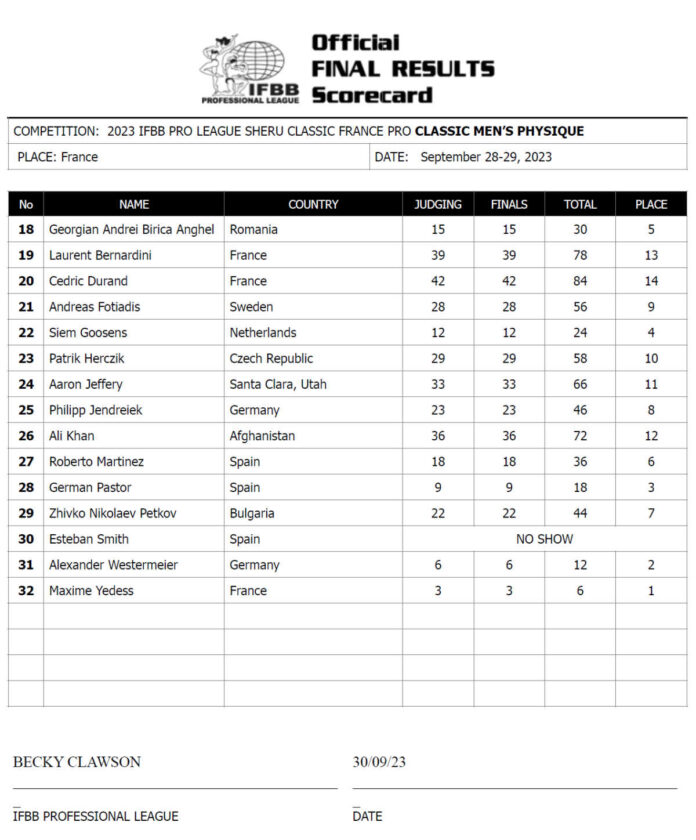 IFBB
PROFESSIONAL LEAGUE
Official
FINAL RESULTS
Scorecard
COMPETITION: 2023 IFBB PRO LEAGUE SHERU CLASSIC FRANCE PRO CLASSIC MEN'S PHYSIQUE
PLACE: France DATE: September 28-29, 2023
No NAME COUNTRY JUDGING FINALS TOTAL PLACE
18 Georgian Andrei Birica Anghel Romania 15 15 30 5
19 Laurent Bernardini France 39 39 78 13
20 Cedric Durand France 42 42 84 14
21 Andreas Fotiadis Sweden 28 28 56 9
22 Siem Goosens Netherlands 12 12 24 4
23 Patrik Herczik Czech Republic 29 29 58 10
24 Aaron Jeffery Santa Clara, Utah 33 33 66 11
25 Philipp Jendreiek Germany 23 23 46 8
26 Ali Khan Afghanistan 36 36 72 12
27 Roberto Martinez Spain 18 18 36 6
28 German Pastor Spain 9 9 18 3
29 Zhivko Nikolaev Petkov Bulgaria 22 22 44 7
30 Esteban Smith Spain NO SHOW
31 Alexander Westermeier Germany 6 6 12 2
32 Maxime Yedess France 3 3 6 1
BECKY CLAWSON 30/09/23
IFBB PROFESSIONAL LEAGUE DATE